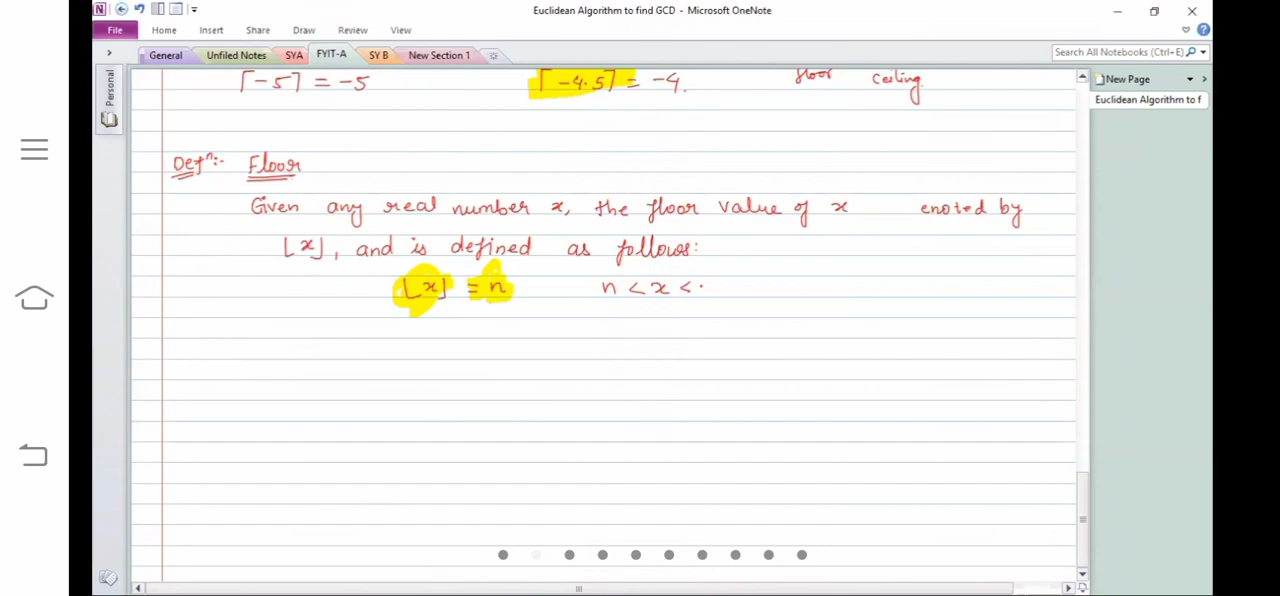 Euclidean Algorithm to find GCD - Microsoft OneNote
File Home Insert Share Draw Review View
General Unfiled Notes SYA FYIT-A SY B New Section 1
Search All Notebooks (Ctrl+E)
Personal
New Page
Euclidean Algorithm to f
⌈-5⌉ = -5 ⌈-4.5⌉ = -4. floor ceiling
Defⁿ:- Floor
Given any real number x, the floor value of x enoted by
⌊x⌋, and is defined as follows:
⌊x⌋ = n n < x < .